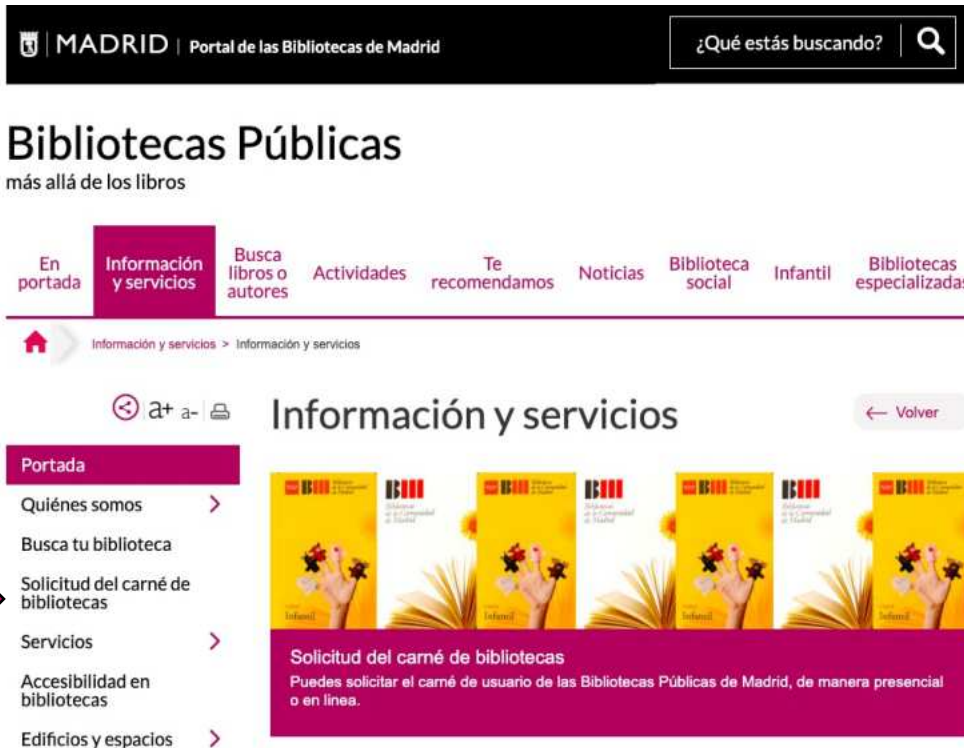 MADRID | Portal de las Bibliotecas de Madrid
¿Qué estás buscando?
Bibliotecas Públicas
más allá de los libros
En
portada
Información
y servicios
Busca
libros o
autores
Actividades
Te
recomendamos
Noticias
Biblioteca
social
Infantil
Bibliotecas
especializadas
Información y servicios > Información y servicios
a+ a-
Información y servicios
← Volver
Portada
Quiénes somos
Busca tu biblioteca
Solicitud del carné de
bibliotecas
Servicios
Accesibilidad en
bibliotecas
Edificios y espacios
Infantil
Infantil
Infantil
Infantil
Solicitud del carné de bibliotecas
Puedes solicitar el carné de usuario de las Bibliotecas Públicas de Madrid, de manera presencial
o en línea.